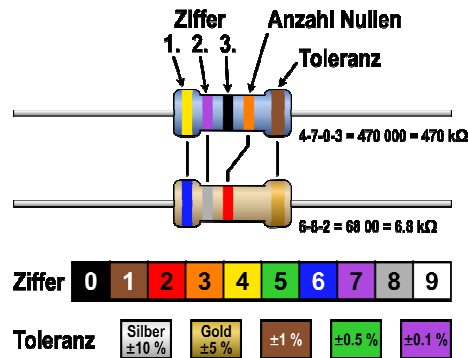 Ziffer
Anzahl Nullen
1. 2. 3.
Toleranz
4-7-0-3 = 470 000 = 470 kΩ
6-8-2 = 68 00 = 6.8 kΩ
Ziffer 0 1 2 3 4 5 6 7 8 9
Toleranz
Silber ±10 %
Gold ±5 %
±1 %
±0.5 %
±0.1 %